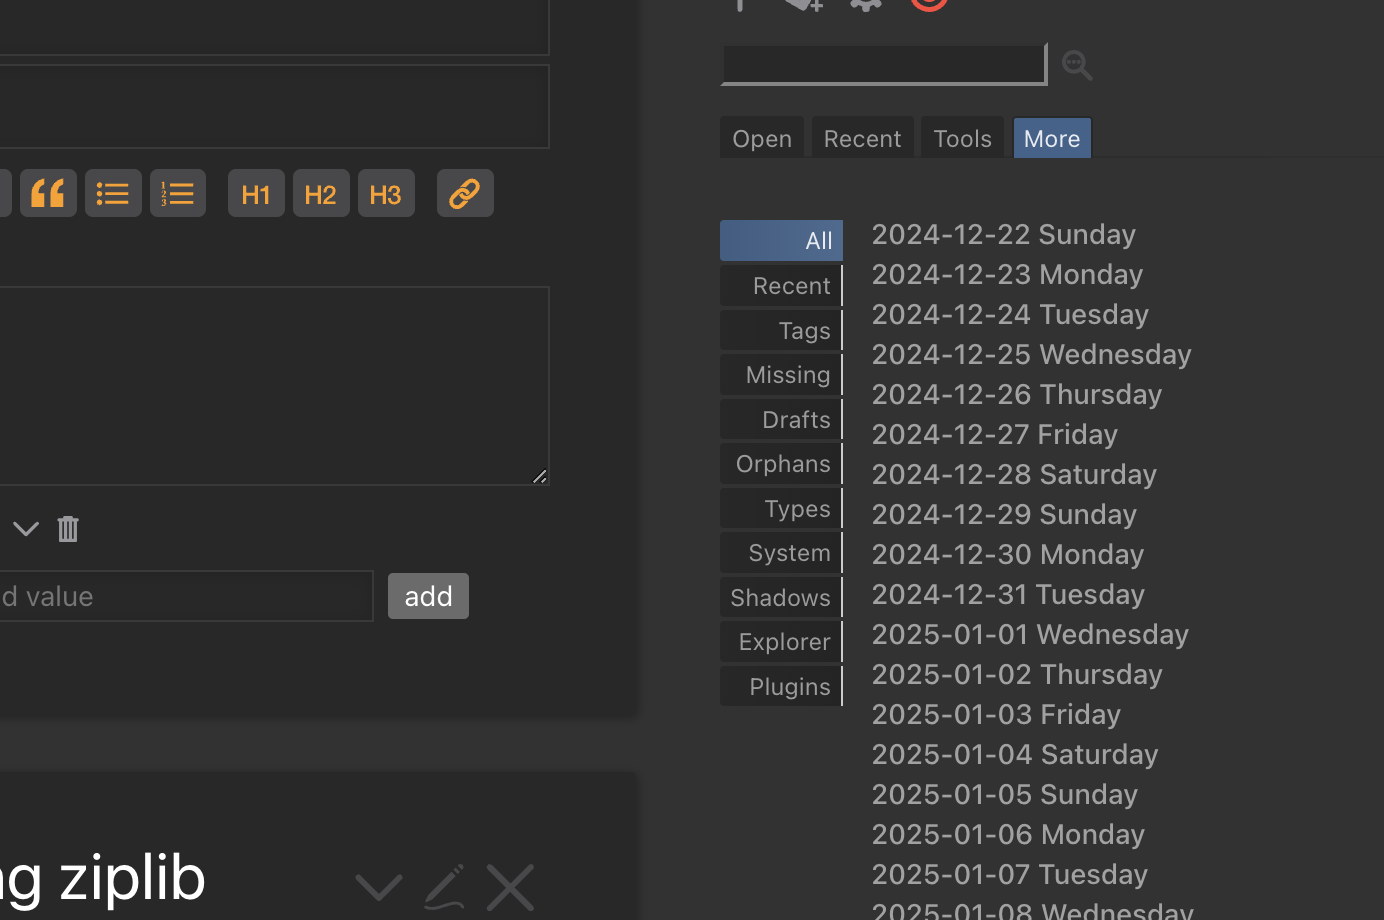 Open Recent Tools More
H1 H2 H3
d value
add
ng ziplib
All
Recent
Tags
Missing
Drafts
Orphans
Types
System
Shadows
Explorer
Plugins
2024-12-22 Sunday
2024-12-23 Monday
2024-12-24 Tuesday
2024-12-25 Wednesday
2024-12-26 Thursday
2024-12-27 Friday
2024-12-28 Saturday
2024-12-29 Sunday
2024-12-30 Monday
2024-12-31 Tuesday
2025-01-01 Wednesday
2025-01-02 Thursday
2025-01-03 Friday
2025-01-04 Saturday
2025-01-05 Sunday
2025-01-06 Monday
2025-01-07 Tuesday
2025-01-08 Wednesday